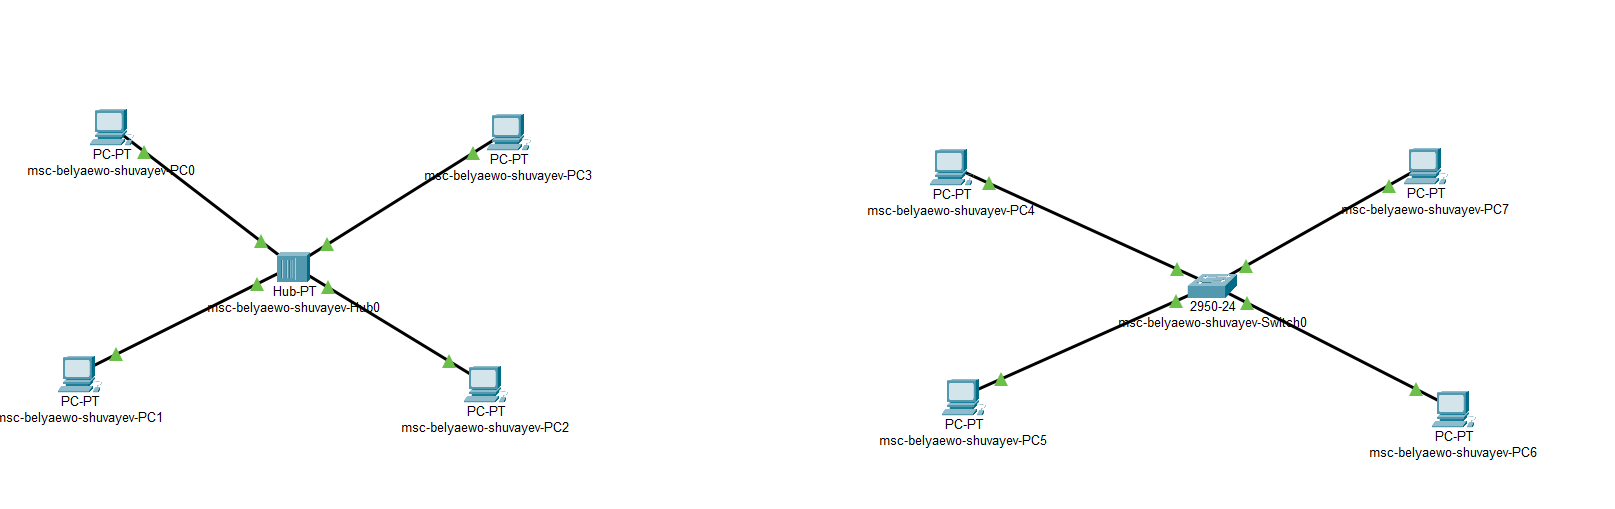 PC-PT
msc-belyaewo-shuvayev-PC0
PC-PT
msc-belyaewo-shuvayev-PC3
Hub-PT
msc-belyaewo-shuvayev-Hub0
PC-PT
msc-belyaewo-shuvayev-PC1
PC-PT
msc-belyaewo-shuvayev-PC2
PC-PT
msc-belyaewo-shuvayev-PC4
PC-PT
msc-belyaewo-shuvayev-PC7
2950-24
msc-belyaewo-shuvayev-Switch0
PC-PT
msc-belyaewo-shuvayev-PC5
PC-PT
msc-belyaewo-shuvayev-PC6